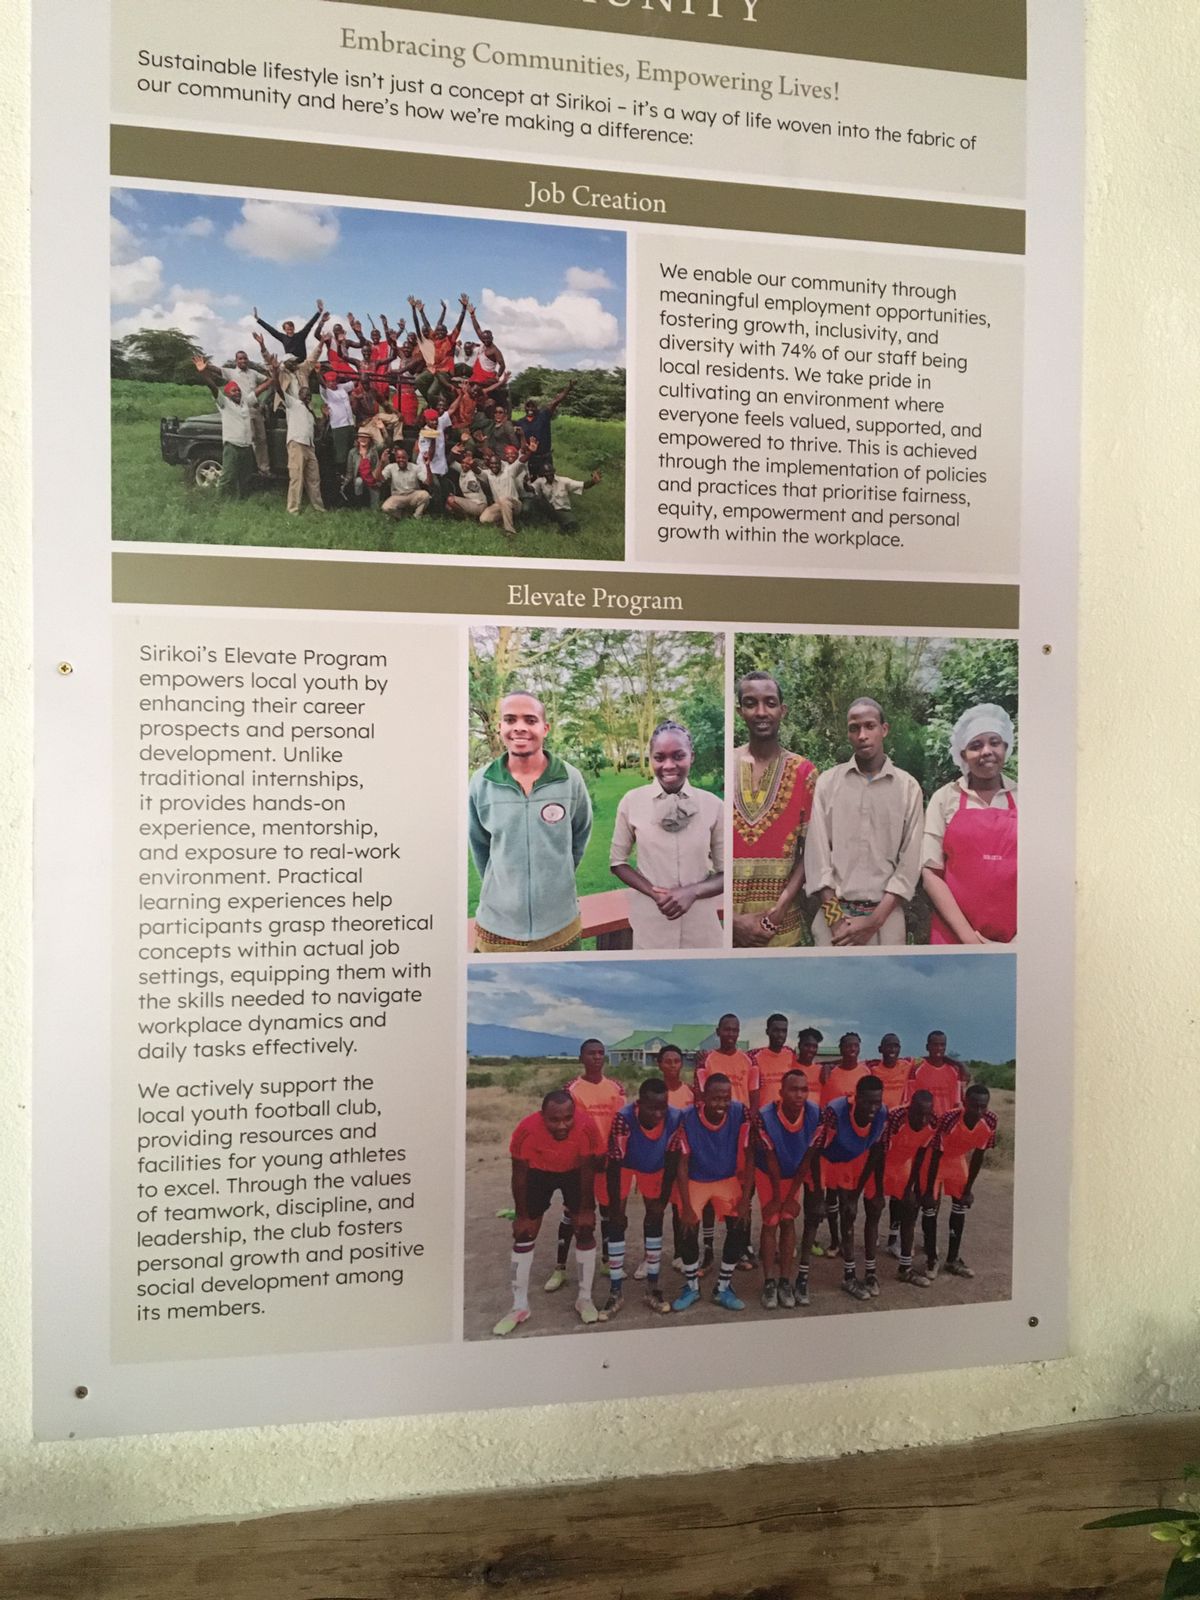 Embracing Communities, Empowering Lives!
Sustainable lifestyle isn't just a concept at Sirikoi – it's a way of life woven into the fabric of
our community and here's how we're making a difference:
Job Creation
We enable our community through
meaningful employment opportunities,
fostering growth, inclusivity, and
diversity with 74% of our staff being
local residents. We take pride in
cultivating an environment where
everyone feels valued, supported, and
empowered to thrive. This is achieved
through the implementation of policies
and practices that prioritise fairness,
equity, empowerment and personal
growth within the workplace.
Elevate Program
Sirikoi's Elevate Program
empowers local youth by
enhancing their career
prospects and personal
development. Unlike
traditional internships,
it provides hands-on
experience, mentorship,
and exposure to real-work
environment. Practical
learning experiences help
participants grasp theoretical
concepts within actual job
settings, equipping them with
the skills needed to navigate
workplace dynamics and
daily tasks effectively.
We actively support the
local youth football club,
providing resources and
facilities for young athletes
to excel. Through the values
of teamwork, discipline, and
leadership, the club fosters
personal growth and positive
social development among
its members.